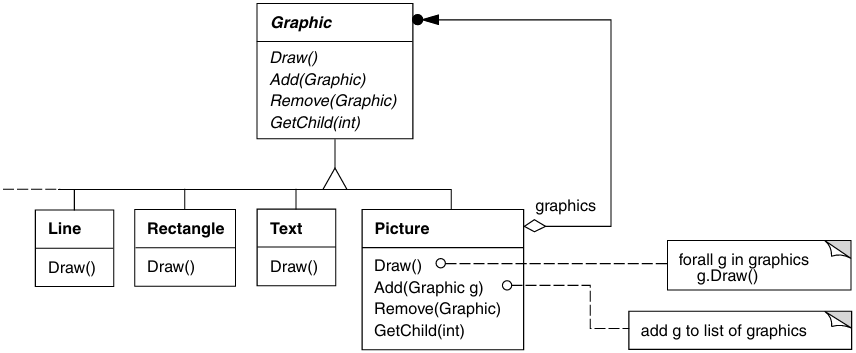 Graphic
Draw()
Add(Graphic)
Remove(Graphic)
GetChild(int)
graphics
Line
Draw()
Rectangle
Draw()
Text
Draw()
Picture
Draw()
Add(Graphic g)
Remove(Graphic)
GetChild(int)
forall g in graphics
g.Draw()
add g to list of graphics